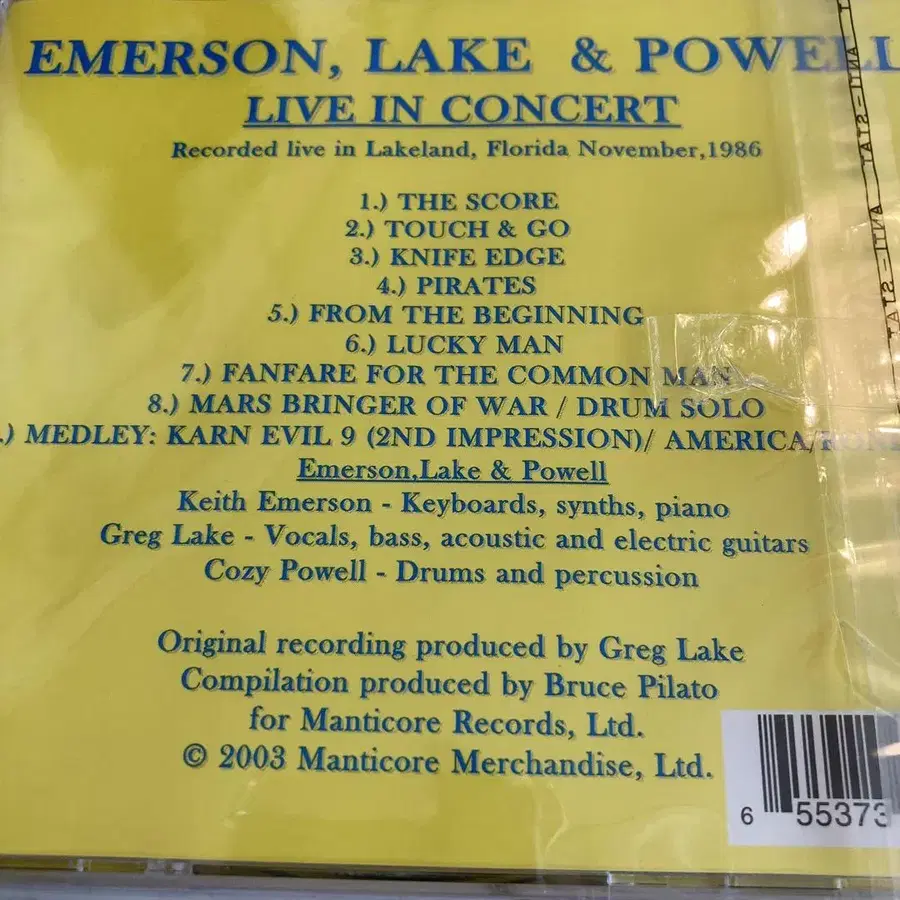 EMERSON, LAKE & POWELL
LIVE IN CONCERT
Recorded live in Lakeland, Florida November,1986
1.) THE SCORE
2.) TOUCH & GO
3.) KNIFE EDGE
4.) PIRATES
5.) FROM THE BEGINNING
6.) LUCKY MAN
7.) FANFARE FOR THE COMMON MAN
8.) MARS BRINGER OF WAR / DRUM SOLO
.) MEDLEY: KARN EVIL 9 (2ND IMPRESSION)/ AMERICA/
Emerson,Lake & Powell
Keith Emerson - Keyboards, synths, piano
Greg Lake - Vocals, bass, acoustic and electric guitars
Cozy Powell - Drums and percussion
Original recording produced by Greg Lake
Compilation produced by Bruce Pilato
for Manticore Records, Ltd.
© 2003 Manticore Merchandise, Ltd.
6 55373
ANTI-STAT
ANTI-STAT